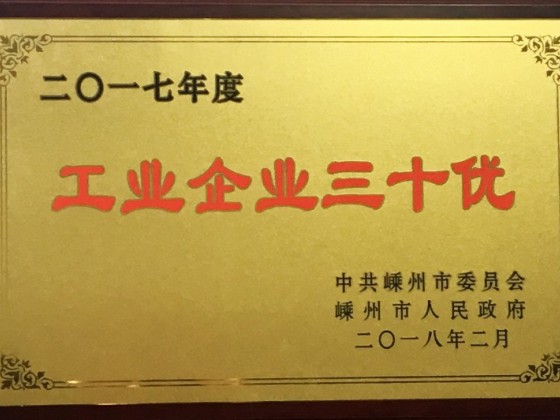 二〇一七年度
工业企业三十优
中共嵊州市委员会
嵊州市人民政府
二〇一八年二月